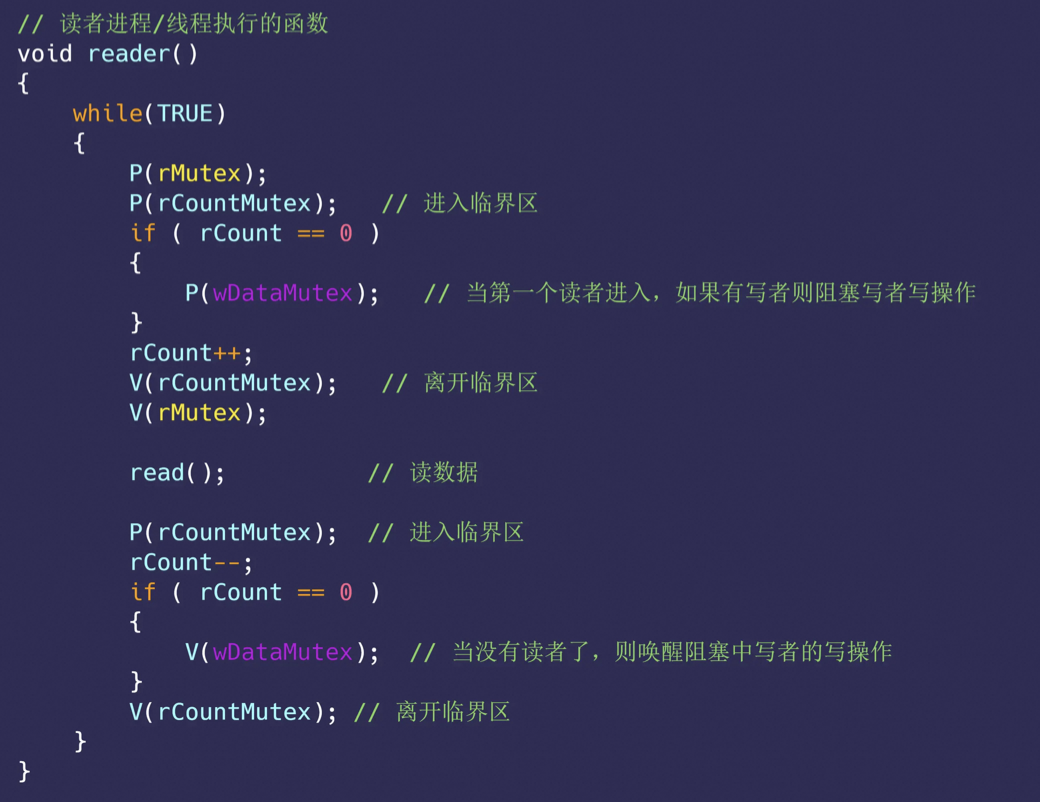 // 读者进程/线程执行的函数
void reader()
{
    while(TRUE)
    {
        P(rMutex);
        P(rCountMutex);   // 进入临界区
        if ( rCount == 0 )
        {
            P(wDataMutex);   // 当第一个读者进入，如果有写者则阻塞写者写操作
        }
        rCount++;
        V(rCountMutex);   // 离开临界区
        V(rMutex);

        read();          // 读数据

        P(rCountMutex);  // 进入临界区
        rCount--;
        if ( rCount == 0 )
        {
            V(wDataMutex);  // 当没有读者了，则唤醒阻塞中写者的写操作
        }
        V(rCountMutex); // 离开临界区
    }
}